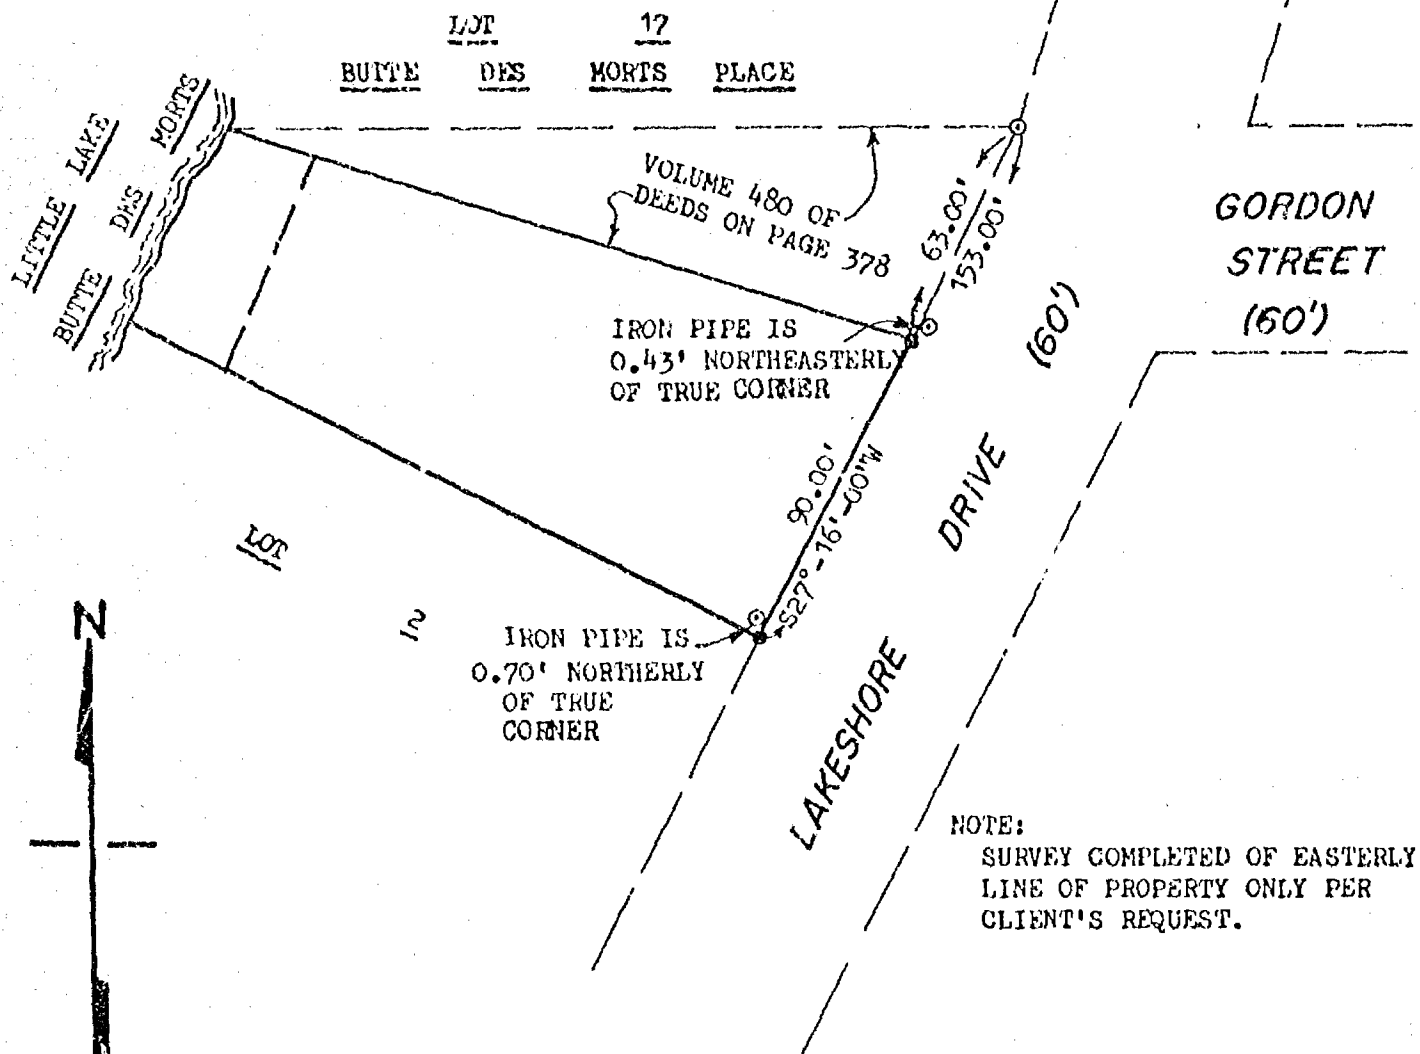 LOT 17
BUTTE DES MORTS PLACE
LITTLE LAKE
BUTTE DES MORTS
VOLUME 480 OF
DEEDS ON PAGE 378
63.00'
153.00'
GORDON
STREET
(60')
IRON PIPE IS
0.43' NORTHEASTERLY
OF TRUE CORNER
90.00'
S27°-16'-00"W
LAKESHORE DRIVE (60')
LOT
N
IRON PIPE IS
0.70' NORTHERLY
OF TRUE
CORNER
NOTE:
SURVEY COMPLETED OF EASTERLY
LINE OF PROPERTY ONLY PER
CLIENT'S REQUEST.